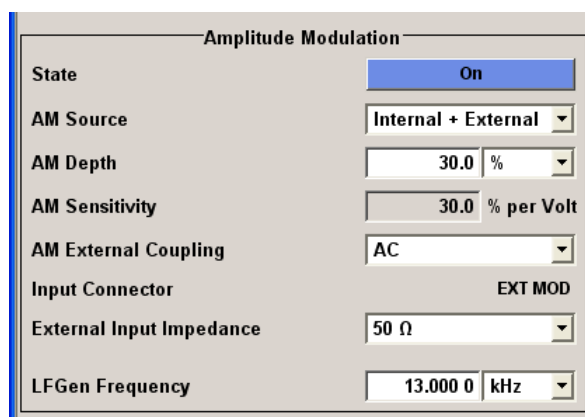 Amplitude Modulation
State On
AM Source Internal + External
AM Depth 30.0 %
AM Sensitivity 30.0 % per Volt
AM External Coupling AC
Input Connector EXT MOD
External Input Impedance 50 Ω
LFGen Frequency 13.000 0 kHz